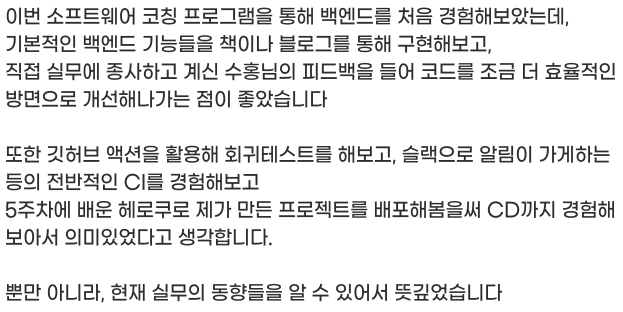 이번 소프트웨어 코칭 프로그램을 통해 백엔드를 처음 경험해보았는데,
기본적인 백엔드 기능들을 책이나 블로그를 통해 구현해보고,
직접 실무에 종사하고 계신 수홍님의 피드백을 들어 코드를 조금 더 효율적인
방면으로 개선해나가는 점이 좋았습니다
또한 깃허브 액션을 활용해 회귀테스트를 해보고, 슬랙으로 알림이 가게하는
등의 전반적인 CI를 경험해보고
5주차에 배운 헤로쿠로 제가 만든 프로젝트를 배포해봄을써 CD까지 경험해
보아서 의미있었다고 생각합니다.
뿐만 아니라, 현재 실무의 동향들을 알 수 있어서 뜻깊었습니다